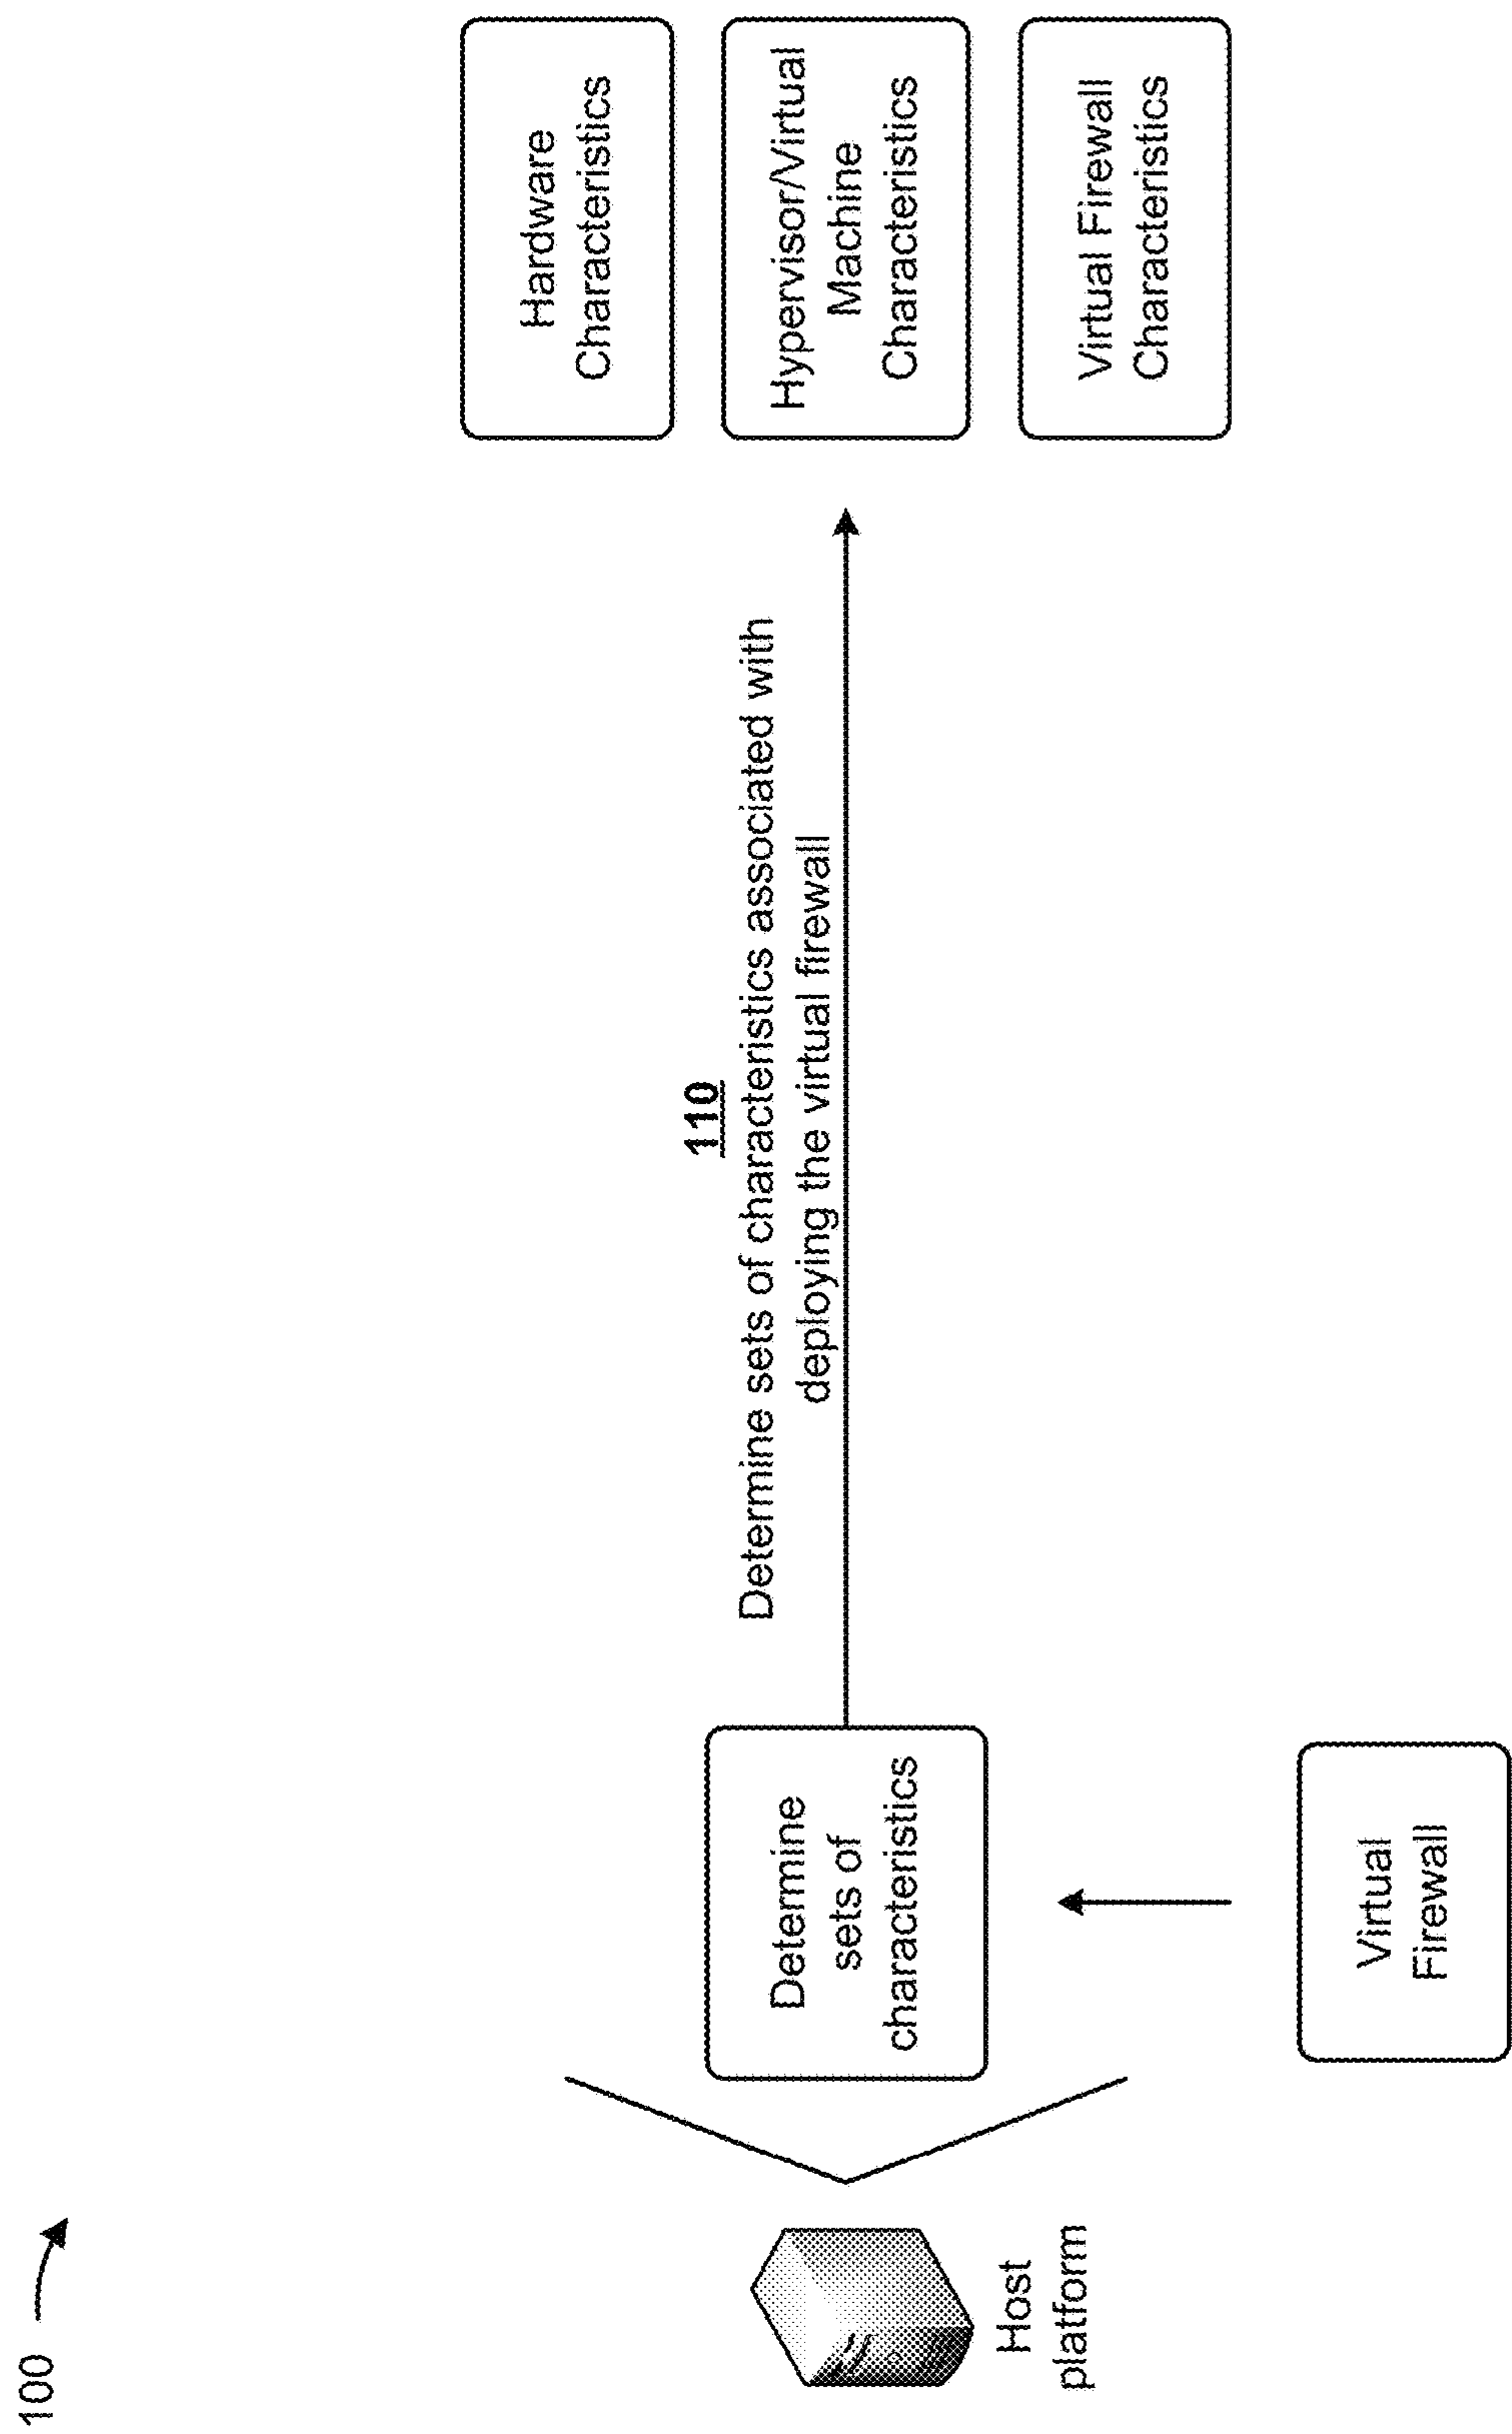 100
Host
platform
Determine
sets of
characteristics
Virtual
Firewall
110
Determine sets of characteristics associated with
deploying the virtual firewall
Hardware
Characteristics
Hypervisor/Virtual
Machine
Characteristics
Virtual Firewall
Characteristics